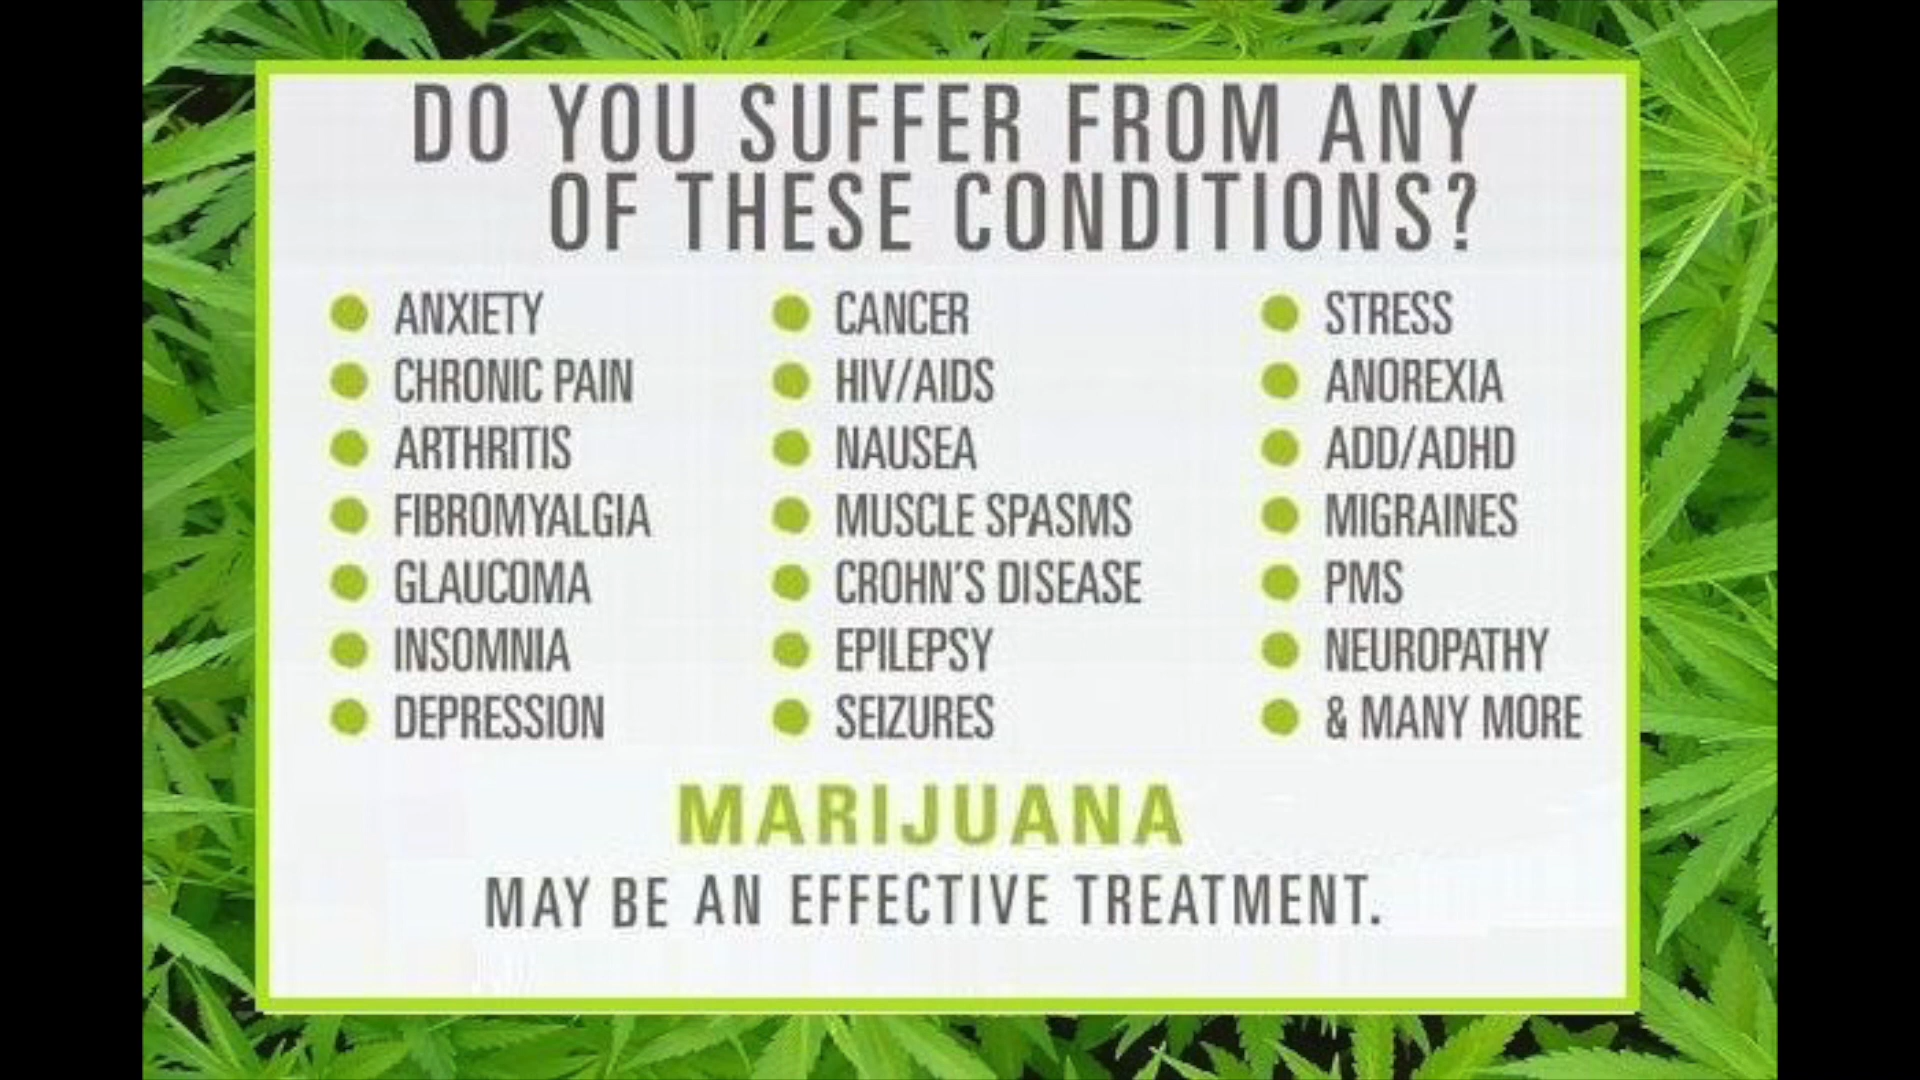 DO YOU SUFFER FROM ANY
OF THESE CONDITIONS?
ANXIETY
CHRONIC PAIN
ARTHRITIS
FIBROMYALGIA
GLAUCOMA
INSOMNIA
DEPRESSION
CANCER
HIV/AIDS
NAUSEA
MUSCLE SPASMS
CROHN'S DISEASE
EPILEPSY
SEIZURES
STRESS
ANOREXIA
ADD/ADHD
MIGRAINES
PMS
NEUROPATHY
& MANY MORE
MARIJUANA
MAY BE AN EFFECTIVE TREATMENT.